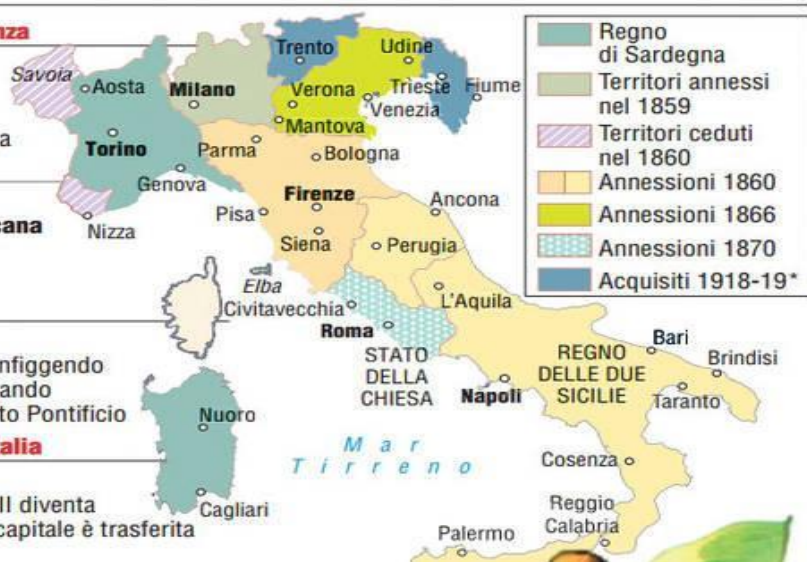 nza
a
cana
nfiggendo
ando
to Pontificio
alia
II diventa
capitale è trasferita
Savoia
Aosta
Milano
Trento
Udine
Verona
Trieste
Fiume
Venezia
Mantova
Torino
Parma
Bologna
Genova
Firenze
Ancona
Pisa
Nizza
Siena
Perugia
Elba
Civitavecchia
L'Aquila
Roma
STATO
DELLA
CHIESA
REGNO
DELLE DUE
SICILIE
Bari
Brindisi
Napoli
Taranto
Nuoro
Mar
Tirreno
Cosenza
Cagliari
Reggio
Calabria
Palermo
Regno
di Sardegna
Territori annessi
nel 1859
Territori ceduti
nel 1860
Annessioni 1860
Annessioni 1866
Annessioni 1870
Acquisiti 1918-19*